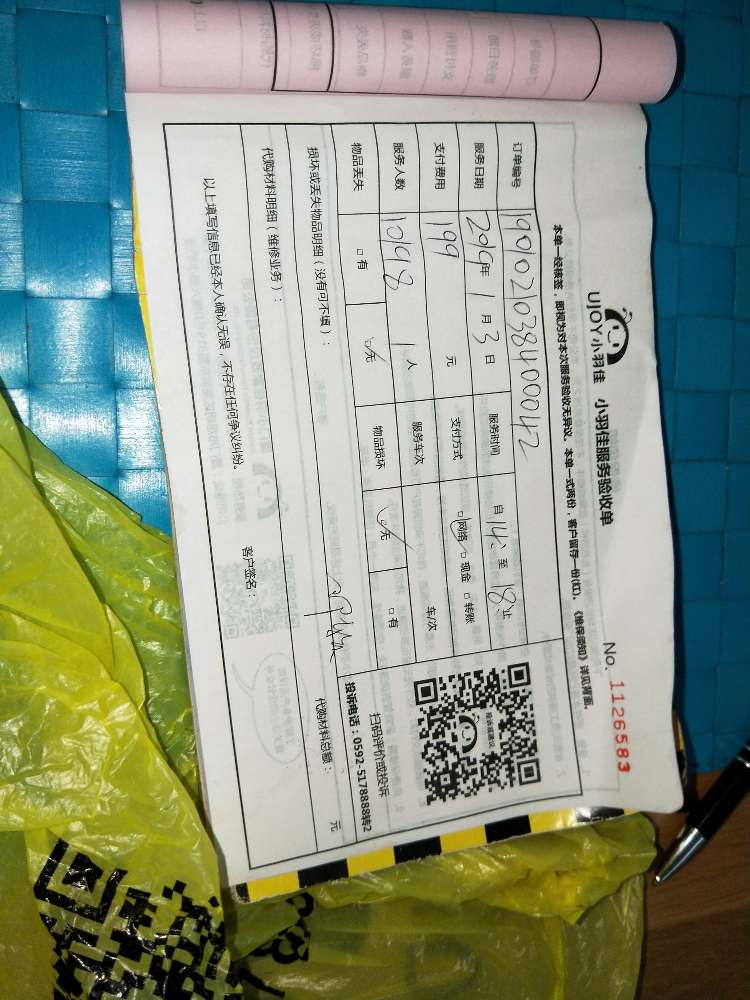 UJOY小羽佳 小羽佳服务验收单
No. 1126583
本单一经核签，即视为对本次服务验收无异议。本单一式两份，客户留存一份(红)。《维保须知》详见背面。
订单编号 190102038400042
服务日期 2019年 1 月 3 日 服务时间 自 14: 至 18止
支付费用 199 元 支付方式 □网络 □现金 □转账
服务人数 1098 1 人 服务车次 车/次
物品丢失 □有 □无 物品损坏 □无 □有
扫码评价或投诉
投诉电话：0592-5178888转2
损坏或丢失物品明细（没有可不填）：
代购材料明细（维修业务）： 代购材料总额： 元
以上填写信息已经本人确认无误，不存在任何争议纠纷。 客户签名：